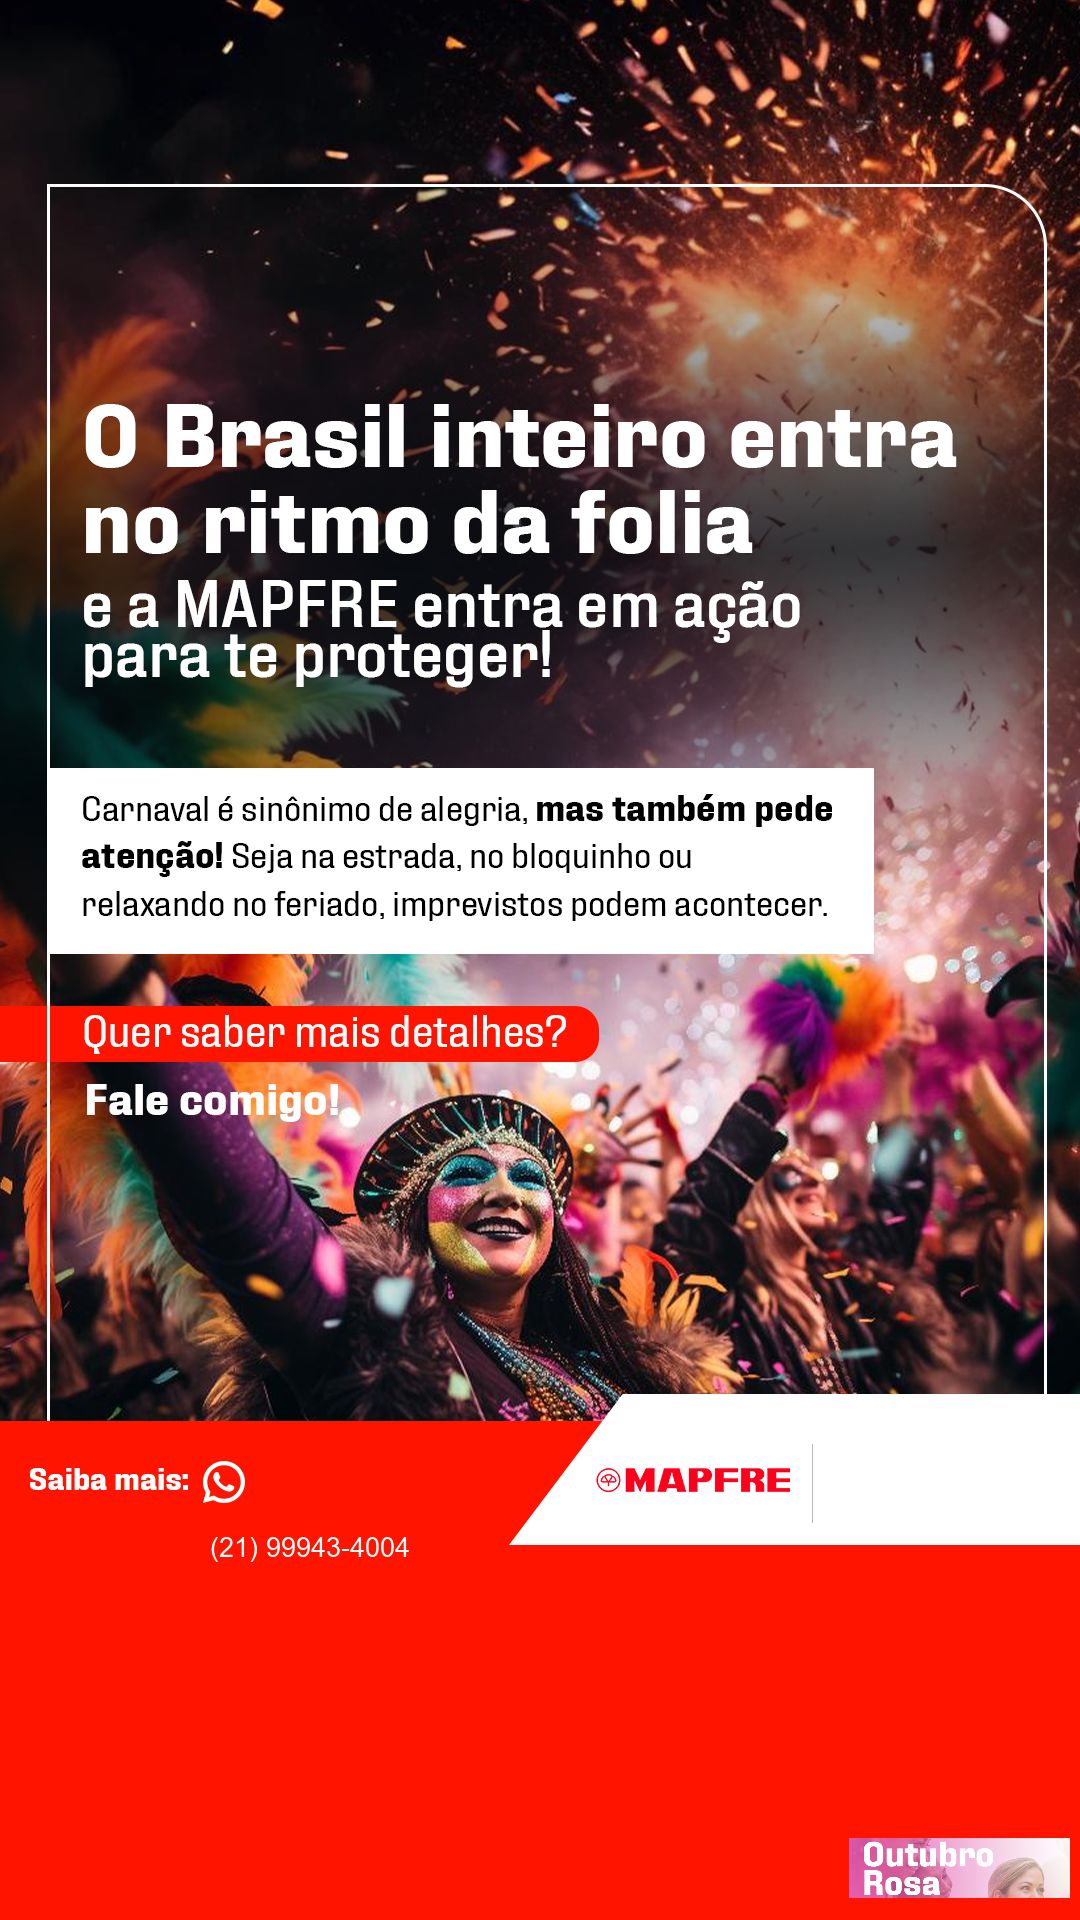 O Brasil inteiro entra
no ritmo da folia
e a MAPFRE entra em ação
para te proteger!
Carnaval é sinônimo de alegria, mas também pede
atenção! Seja na estrada, no bloquinho ou
relaxando no feriado, imprevistos podem acontecer.
Quer saber mais detalhes?
Fale comigo!
Saiba mais:
(21) 99943-4004
MAPFRE
Outubro
Rosa